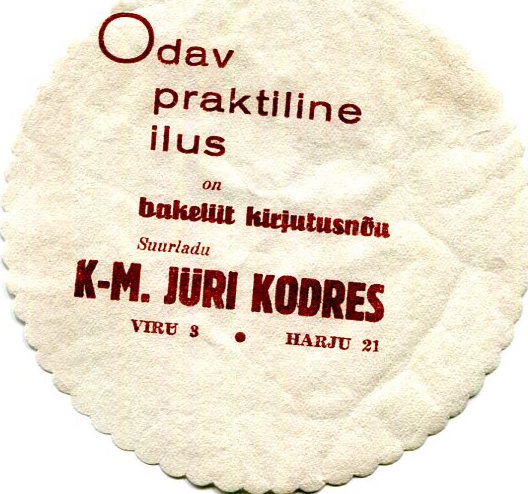 Odav
praktiline
ilus
on
bakeliit kirjutusnõu
Suurladu
K-M. JÜRI KODRES
VIRU 3 • HARJU 21